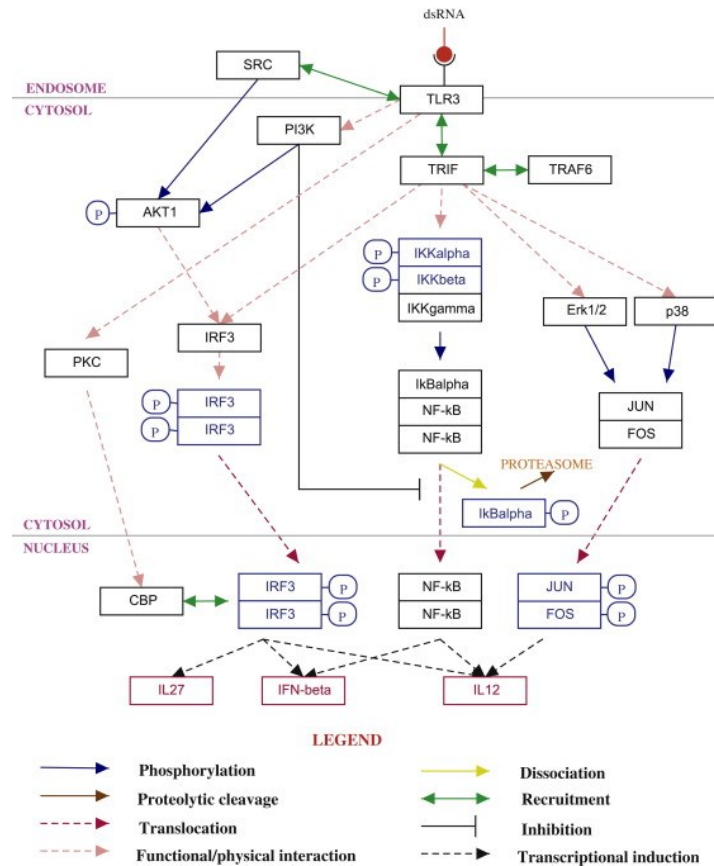 dsRNA
SRC
ENDOSOME
TLR3
CYTOSOL
PI3K
TRIF
TRAF6
P
AKT1
P
IKKalpha
P
IKKbeta
IKKgamma
Erk1/2
p38
IRF3
PKC
IkBalpha
NF-kB
NF-kB
P
IRF3
P
IRF3
JUN
FOS
PROTEASOME
IkBalpha
P
CYTOSOL
NUCLEUS
CBP
IRF3
P
IRF3
P
NF-kB
NF-kB
JUN
P
FOS
P
IL27
IFN-beta
IL12
LEGEND
Phosphorylation
Dissociation
Proteolytic cleavage
Recruitment
Translocation
Inhibition
Functional/physical interaction
Transcriptional induction